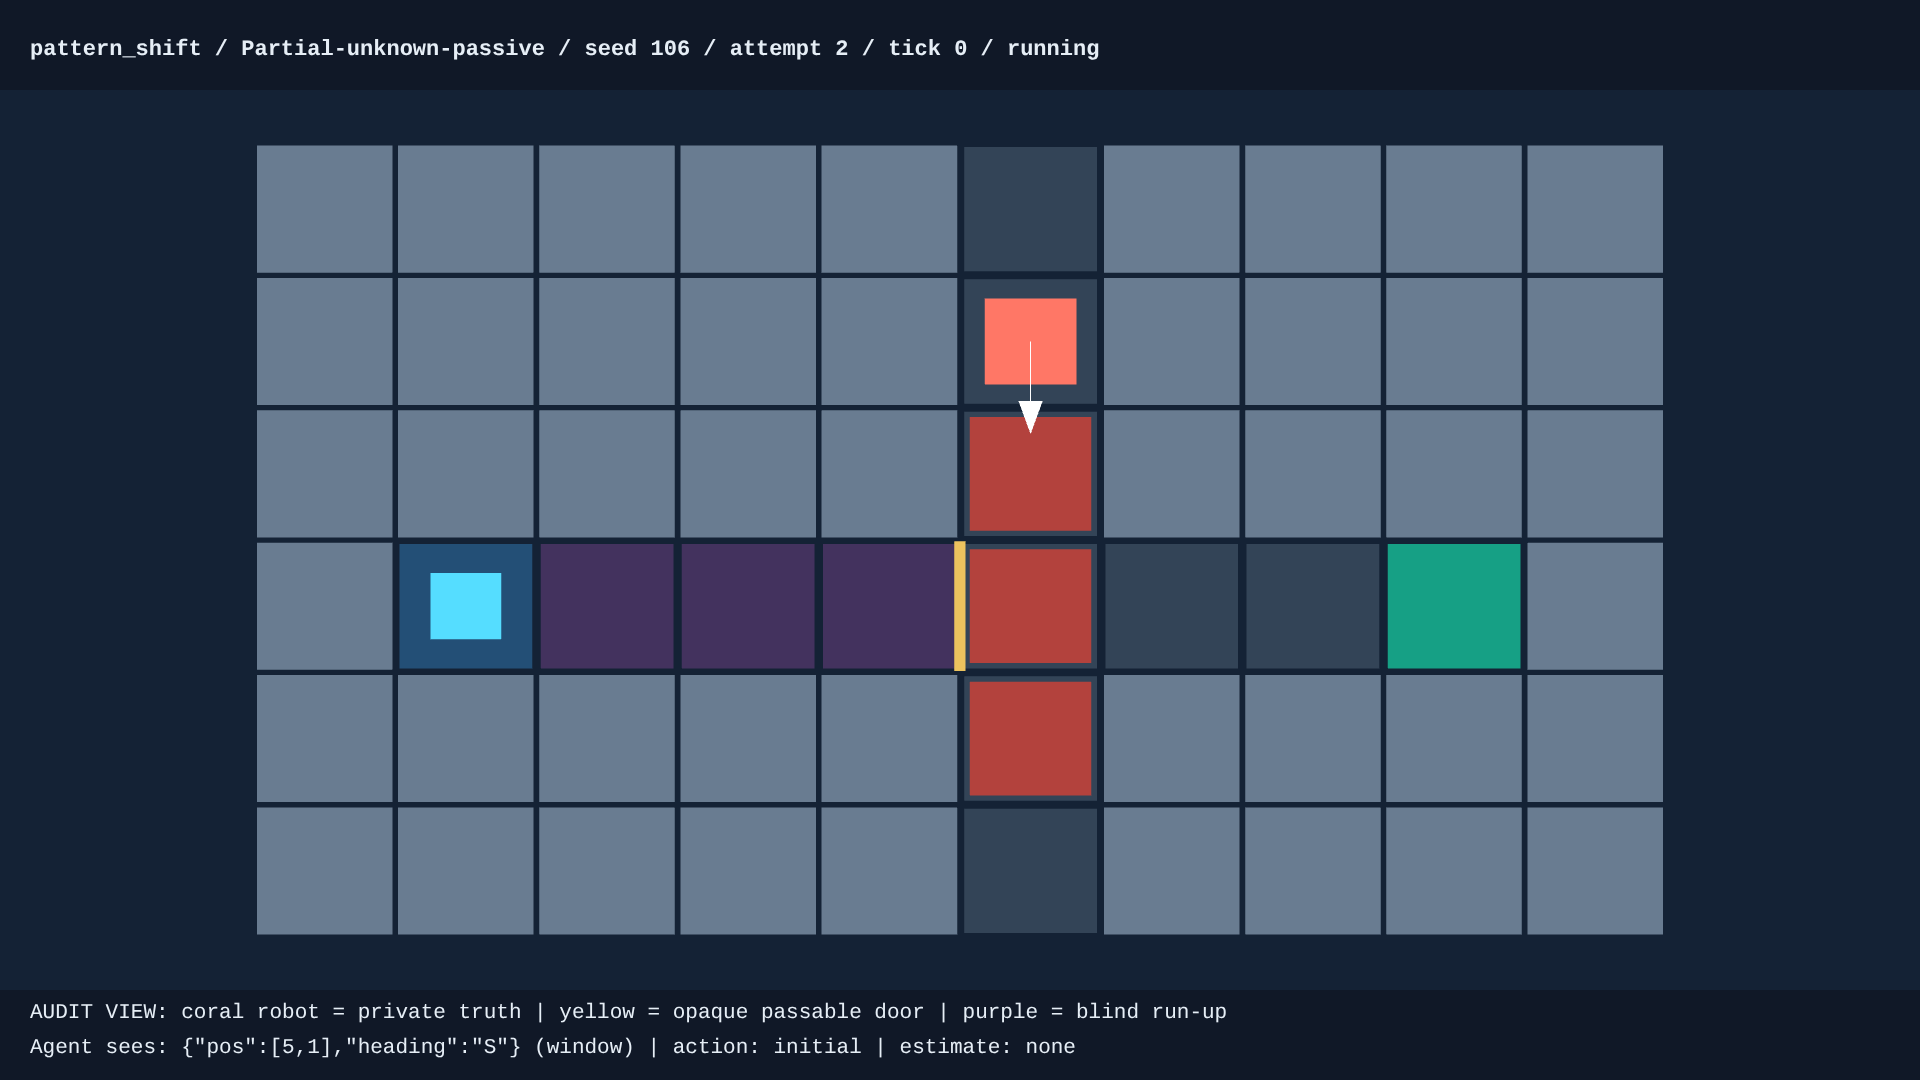 pattern_shift / Partial-unknown-passive / seed 106 / attempt 2 / tick 0 / running
AUDIT VIEW: coral robot = private truth | yellow = opaque passable door | purple = blind run-up
Agent sees: {"pos":[5,1],"heading":"S"} (window) | action: initial | estimate: none